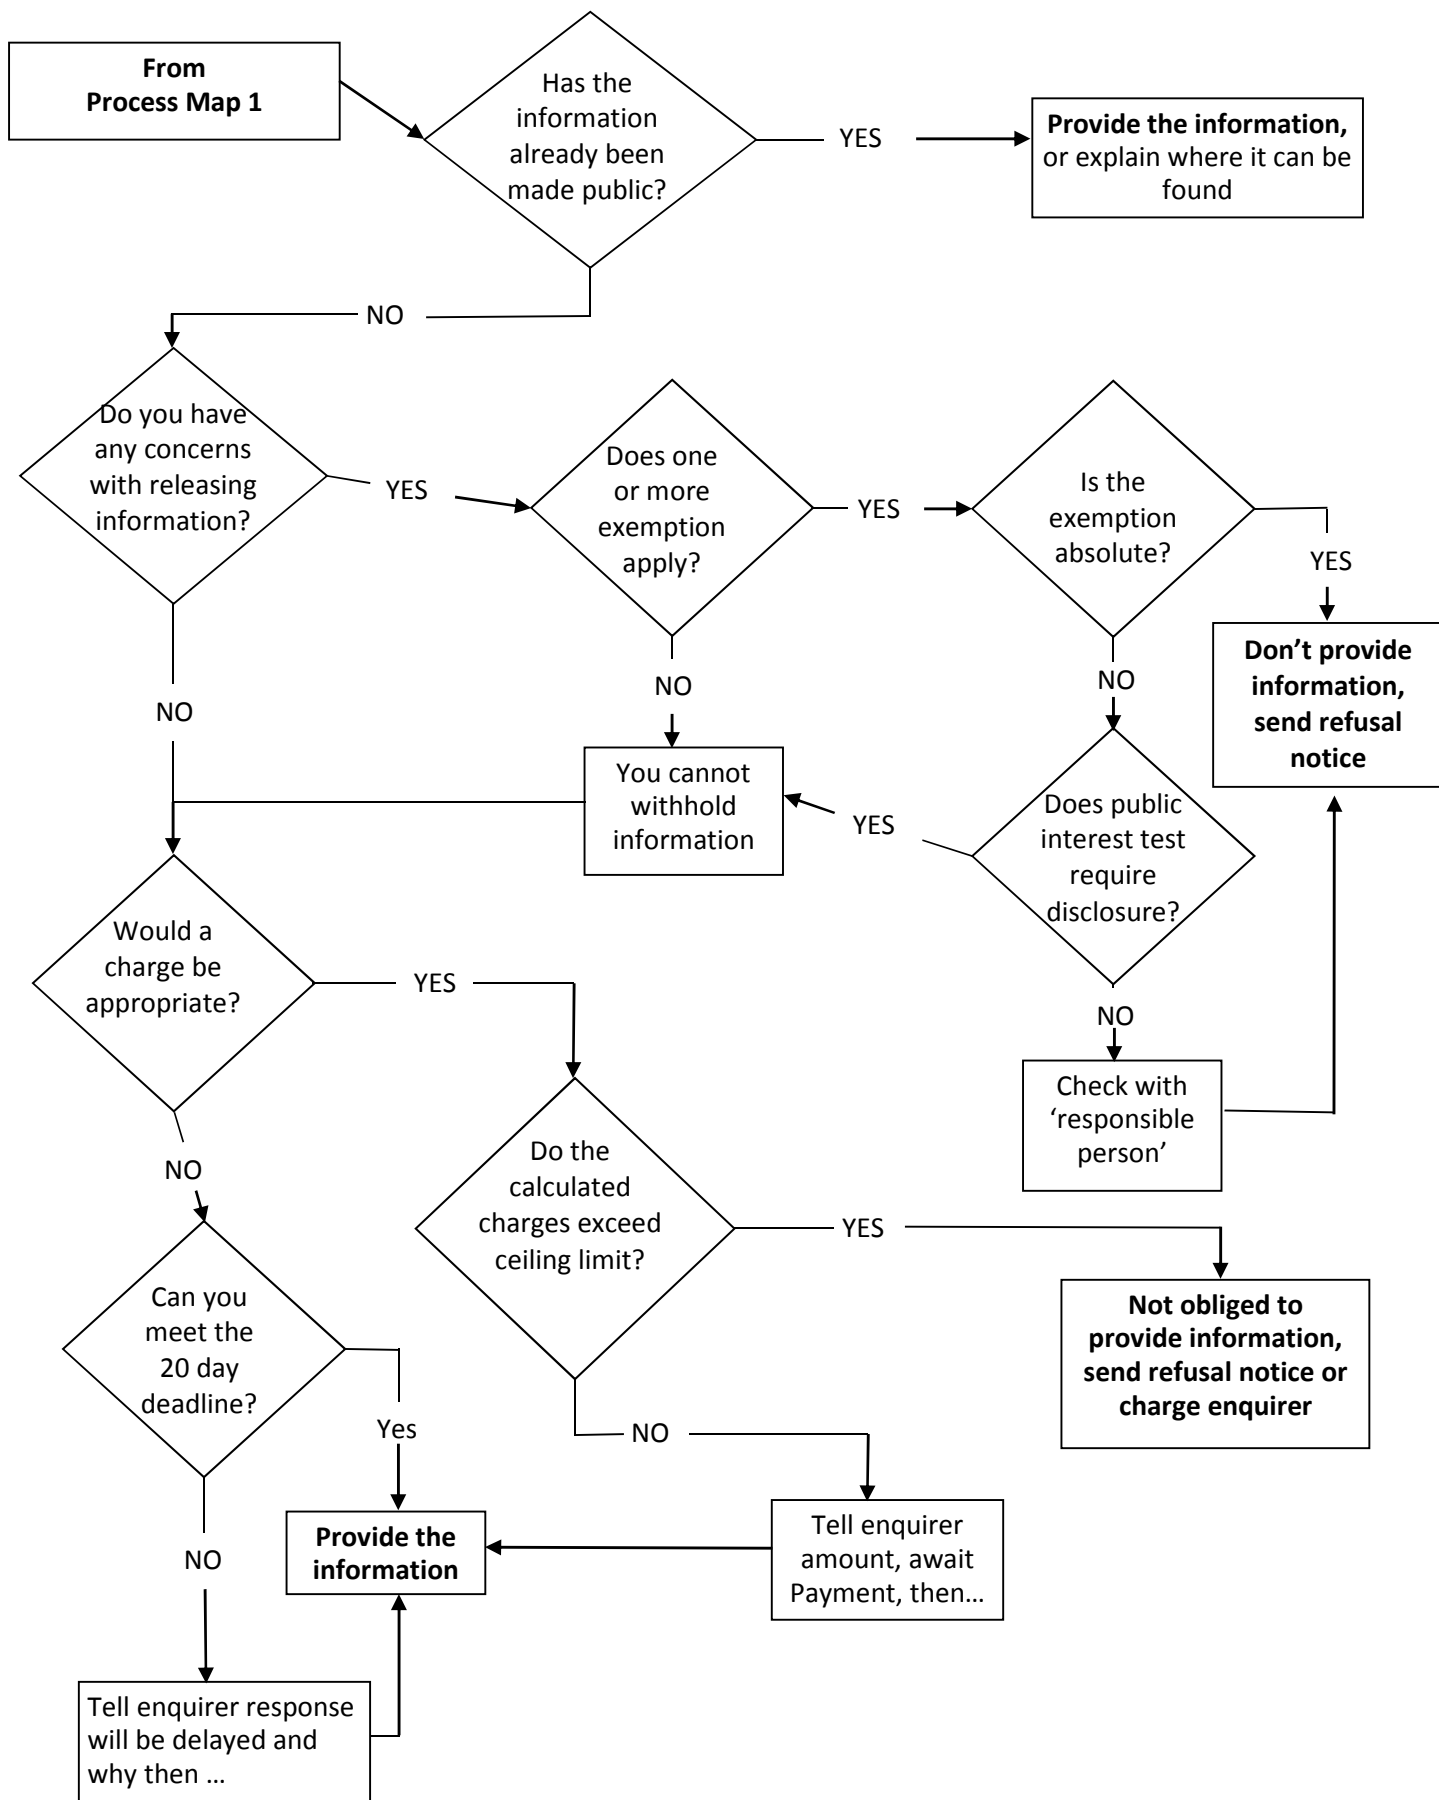 From
Process Map 1
Has the
information
already been
made public?
YES
Provide the information,
or explain where it can be
found
NO
Do you have
any concerns
with releasing
information?
YES
Does one
or more
exemption
apply?
YES
Is the
exemption
absolute?
YES
Don’t provide
information,
send refusal
notice
NO
NO
NO
You cannot
withhold
information
YES
Does public
interest test
require
disclosure?
Would a
charge be
appropriate?
YES
NO
Check with
‘responsible
person’
NO
Do the
calculated
charges exceed
ceiling limit?
YES
Not obliged to
provide information,
send refusal notice or
charge enquirer
Can you
meet the
20 day
deadline?
Yes
NO
Tell enquirer
amount, await
Payment, then…
Provide the
information
NO
Tell enquirer response
will be delayed and
why then …